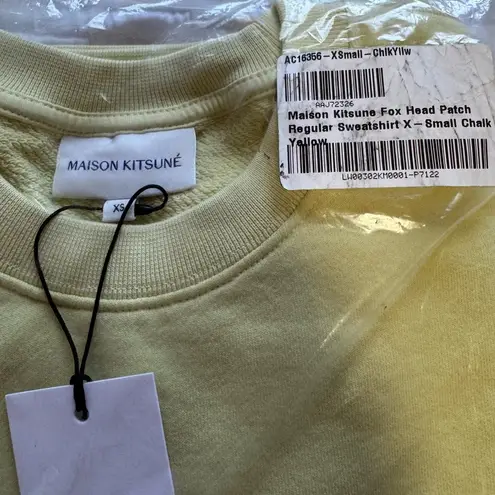 AC16356-XSmall-ChlkYllw
AAJ72326
Maison Kitsune Fox Head Patch
Regular Sweatshirt X-Small Chalk
Yellow
LW00302KM0001-P7122
MAISON KITSUNÉ
XS